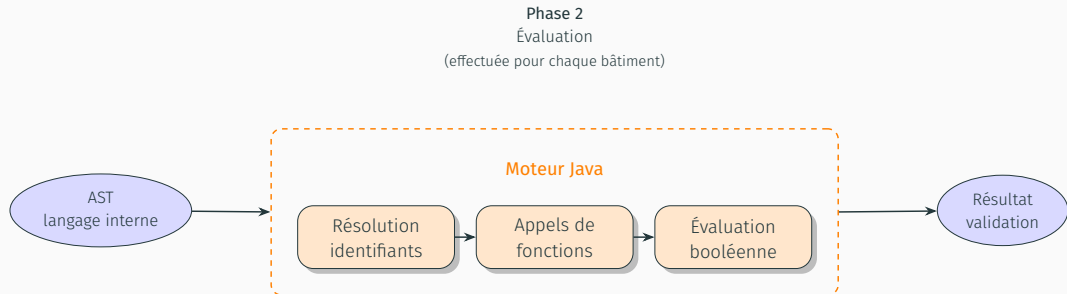 Phase 2
Évaluation
(effectuée pour chaque bâtiment)
Moteur Java
AST
langage interne
Résolution
identifiants
Appels de
fonctions
Évaluation
booléenne
Résultat
validation